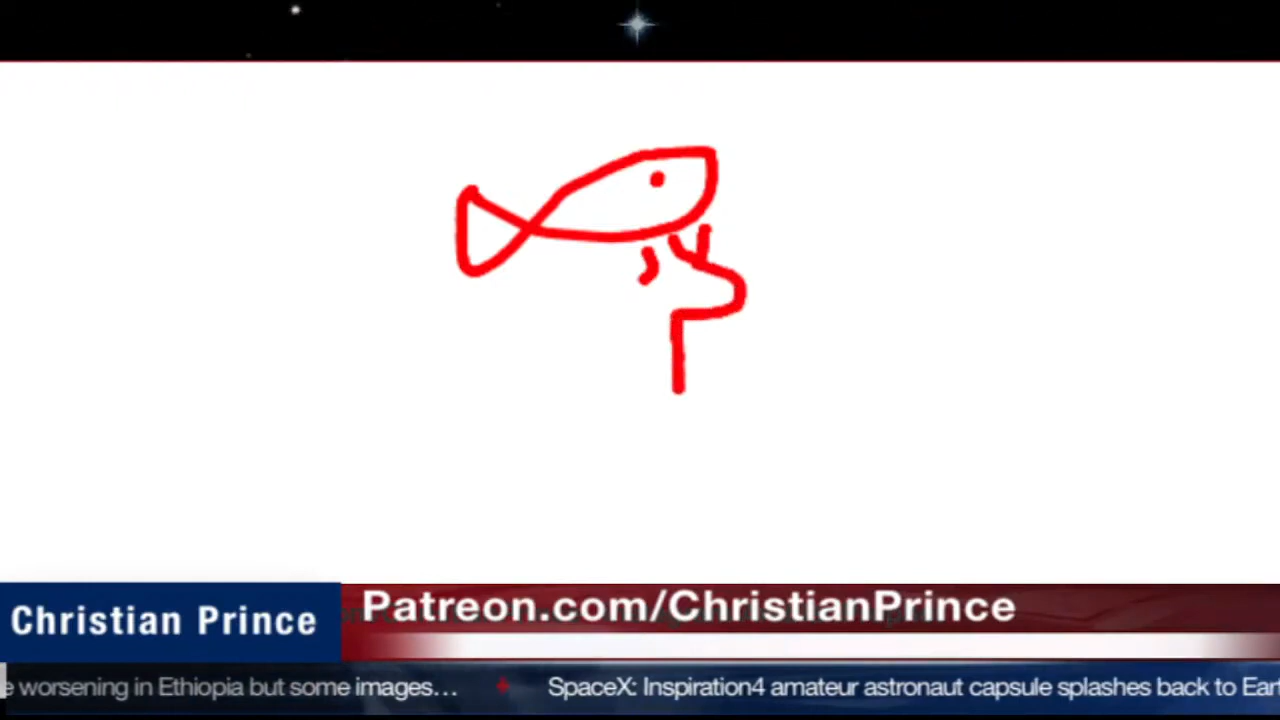 Patreon.com/ChristianPrince
Christian Prince
e worsening in Ethiopia but some images… SpaceX: Inspiration4 amateur astronaut capsule splashes back to Eart